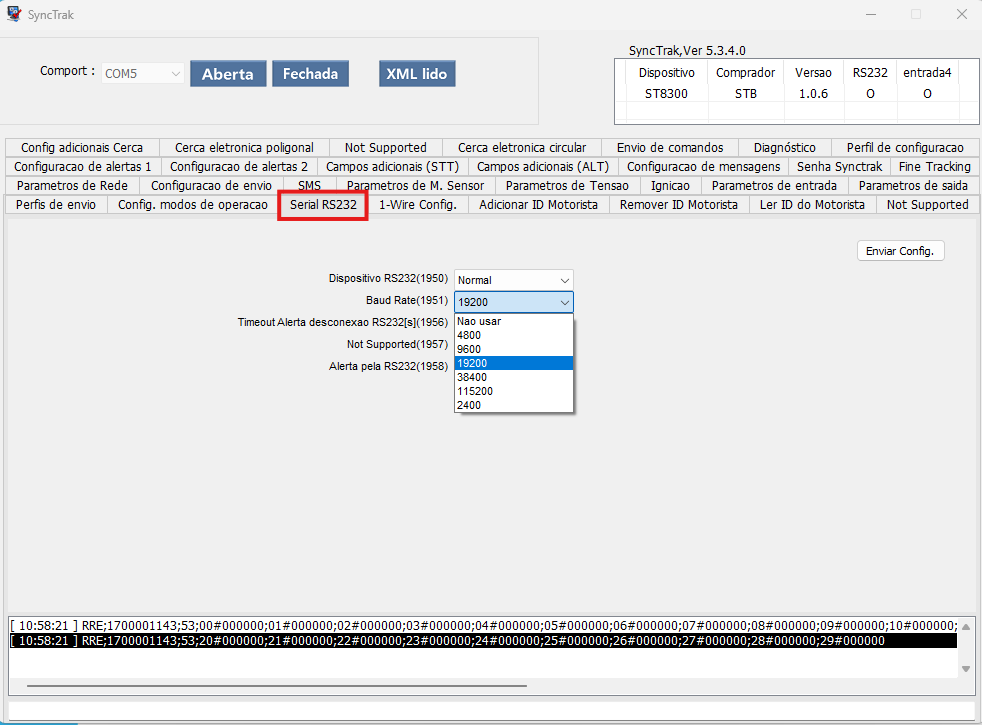 SyncTrak
Comport :
COM5
Aberta
Fechada
XML lido
SyncTrak,Ver 5.3.4.0
Dispositivo Comprador Versao RS232 entrada4
ST8300 STB 1.0.6 O O
Config adicionais Cerca Cerca eletronica poligonal Not Supported Cerca eletronica circular Envio de comandos Diagnóstico Perfil de configuracao
Configuracao de alertas 1 Configuracao de alertas 2 Campos adicionais (STT) Campos adicionais (ALT) Configuracao de mensagens Senha Synctrak Fine Tracking
Parametros de Rede Configuracao de envio SMS Parametros de M. Sensor Parametros de Tensao Ignicao Parametros de entrada Parametros de saida
Perfis de envio Config. modos de operacao Serial RS232 1-Wire Config. Adicionar ID Motorista Remover ID Motorista Ler ID do Motorista Not Supported
Enviar Config.
Dispositivo RS232(1950) Normal
Baud Rate(1951) 19200
Timeout Alerta desconexao RS232[s](1956)
Not Supported(1957)
Alerta pela RS232(1958)
Nao usar
4800
9600
19200
38400
115200
2400
[ 10:58:21 ] RRE;1700001143;53;00#000000;01#000000;02#000000;03#000000;04#000000;05#000000;06#000000;07#000000;08#000000;09#000000;10#000000;
[ 10:58:21 ] RRE;1700001143;53;20#000000;21#000000;22#000000;23#000000;24#000000;25#000000;26#000000;27#000000;28#000000;29#000000